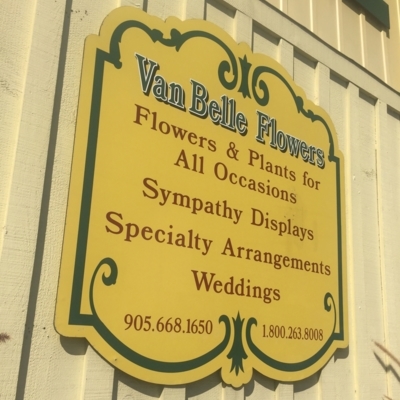 Van Belle Flowers
Flowers & Plants for
All Occasions
Sympathy Displays
Specialty Arrangements
Weddings
905.668.1650 1.800.263.8008